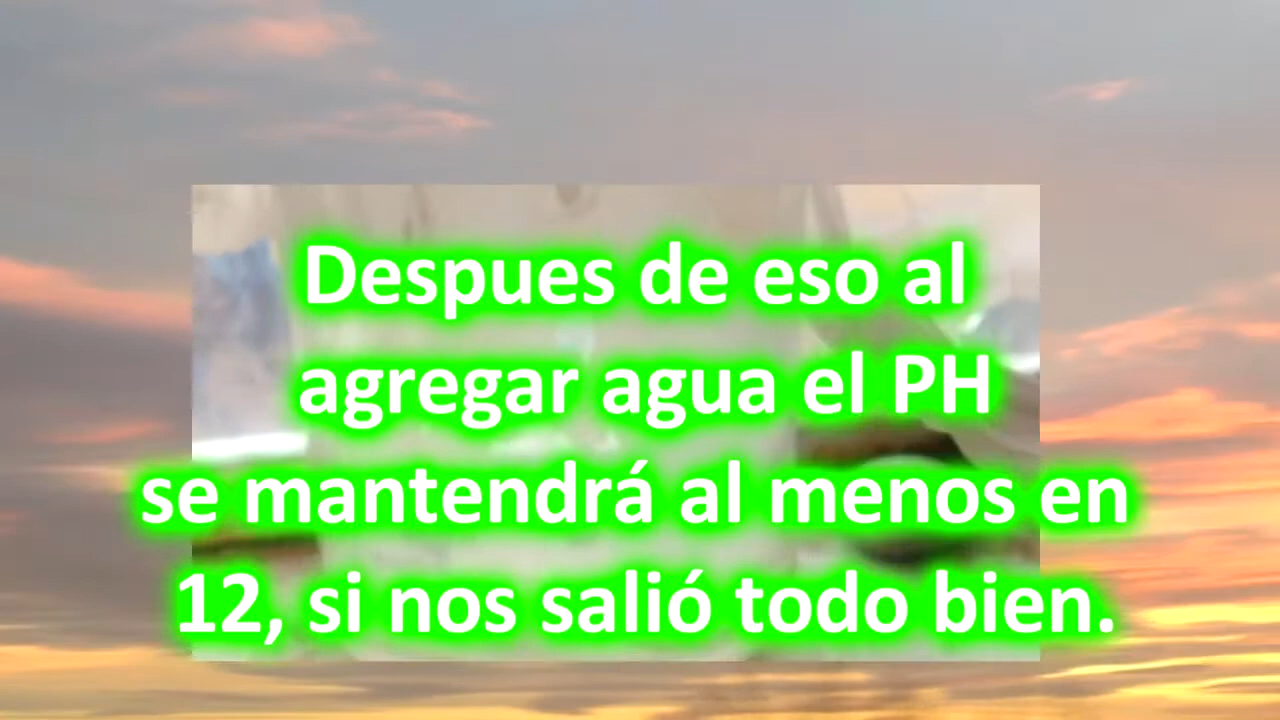 Despues de eso al
agregar agua el PH
se mantendrá al menos en
12, si nos salió todo bien.